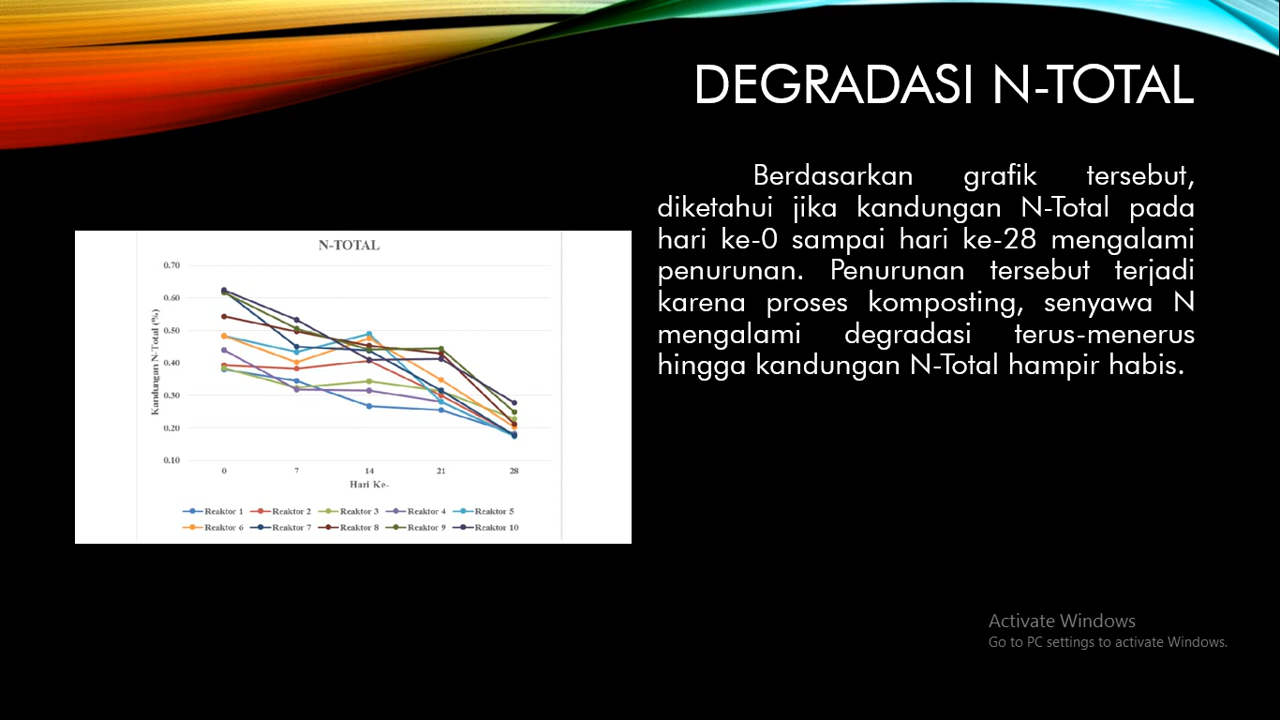 DEGRADASI N-TOTAL
Berdasarkan grafik tersebut,
diketahui jika kandungan N-Total pada
hari ke-0 sampai hari ke-28 mengalami
penurunan. Penurunan tersebut terjadi
karena proses komposting, senyawa N
mengalami degradasi terus-menerus
hingga kandungan N-Total hampir habis.
N-TOTAL
Kandungan N-Total (%)
0.70
0.60
0.50
0.40
0.30
0.20
0.10
0 7 14 21 28
Hari Ke-
Reaktor 1 Reaktor 2 Reaktor 3 Reaktor 4 Reaktor 5
Reaktor 6 Reaktor 7 Reaktor 8 Reaktor 9 Reaktor 10
Activate Windows
Go to PC settings to activate Windows.